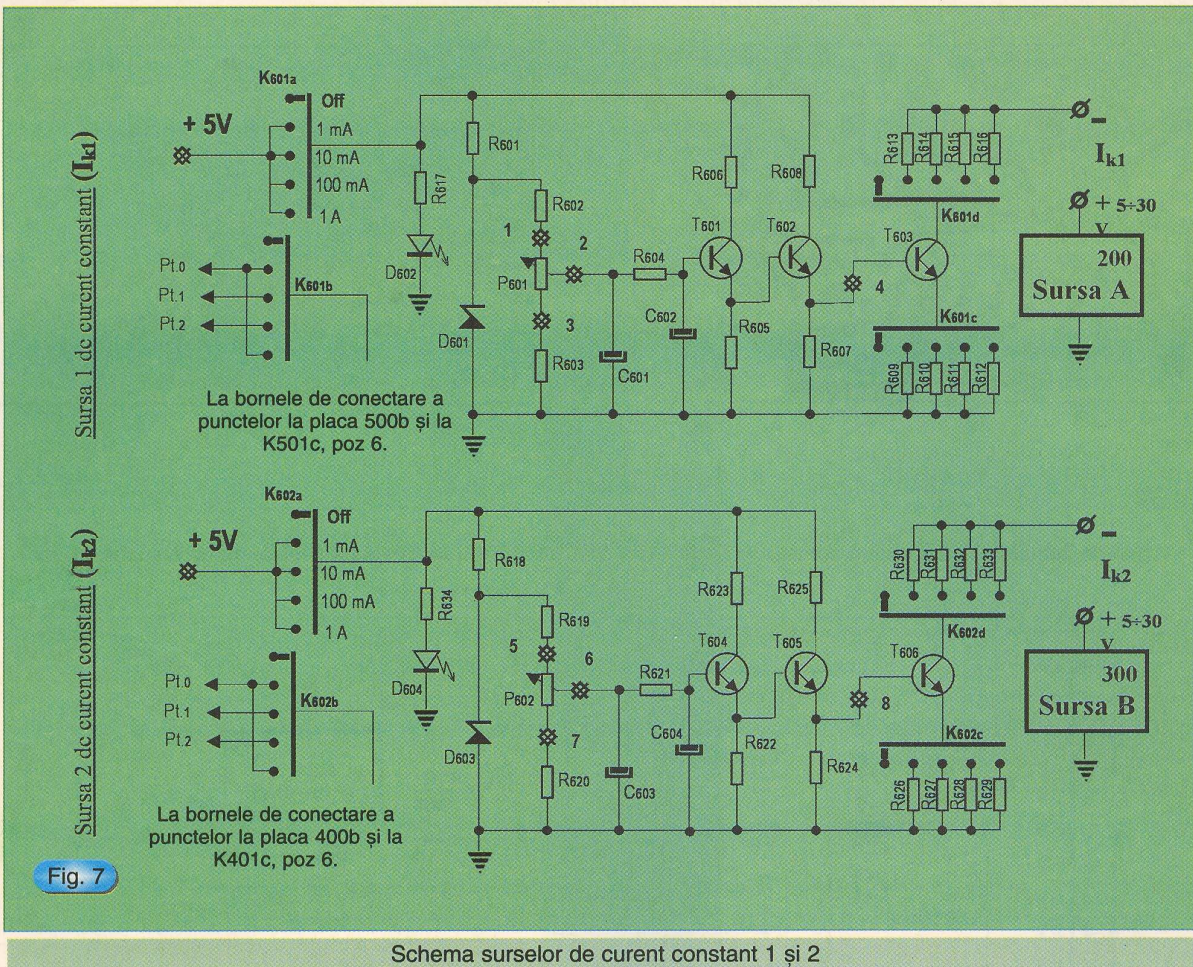 Sursa 1 de curent constant (Ik1)
K601a
Off
+ 5V
1 mA
10 mA
100 mA
1 A
Pt.0
Pt.1
Pt.2
K601b
La bornele de conectare a
punctelor la placa 500b și la
K501c, poz 6.
R617
D602
R601
R602
1
2
P601
3
D601
R603
R604
C602
C601
R606
R608
T601
T602
R605
R607
4
T603
R613
R614
R615
R616
K601d
K601c
R609
R610
R611
R612
−
Ik1
+ 5÷30
v
200
Sursa A
Sursa 2 de curent constant (Ik2)
K602a
Off
+ 5V
1 mA
10 mA
100 mA
1 A
Pt.0
Pt.1
Pt.2
K602b
La bornele de conectare a
punctelor la placa 400b și la
K401c, poz 6.
R634
D604
R618
R619
5
6
P602
7
D603
R620
R621
C604
C603
R623
R625
T604
T605
R622
R624
8
T606
R630
R631
R632
R633
K602d
K602c
R626
R627
R628
R629
−
Ik2
+ 5÷30
v
300
Sursa B
Fig. 7
Schema surselor de curent constant 1 și 2